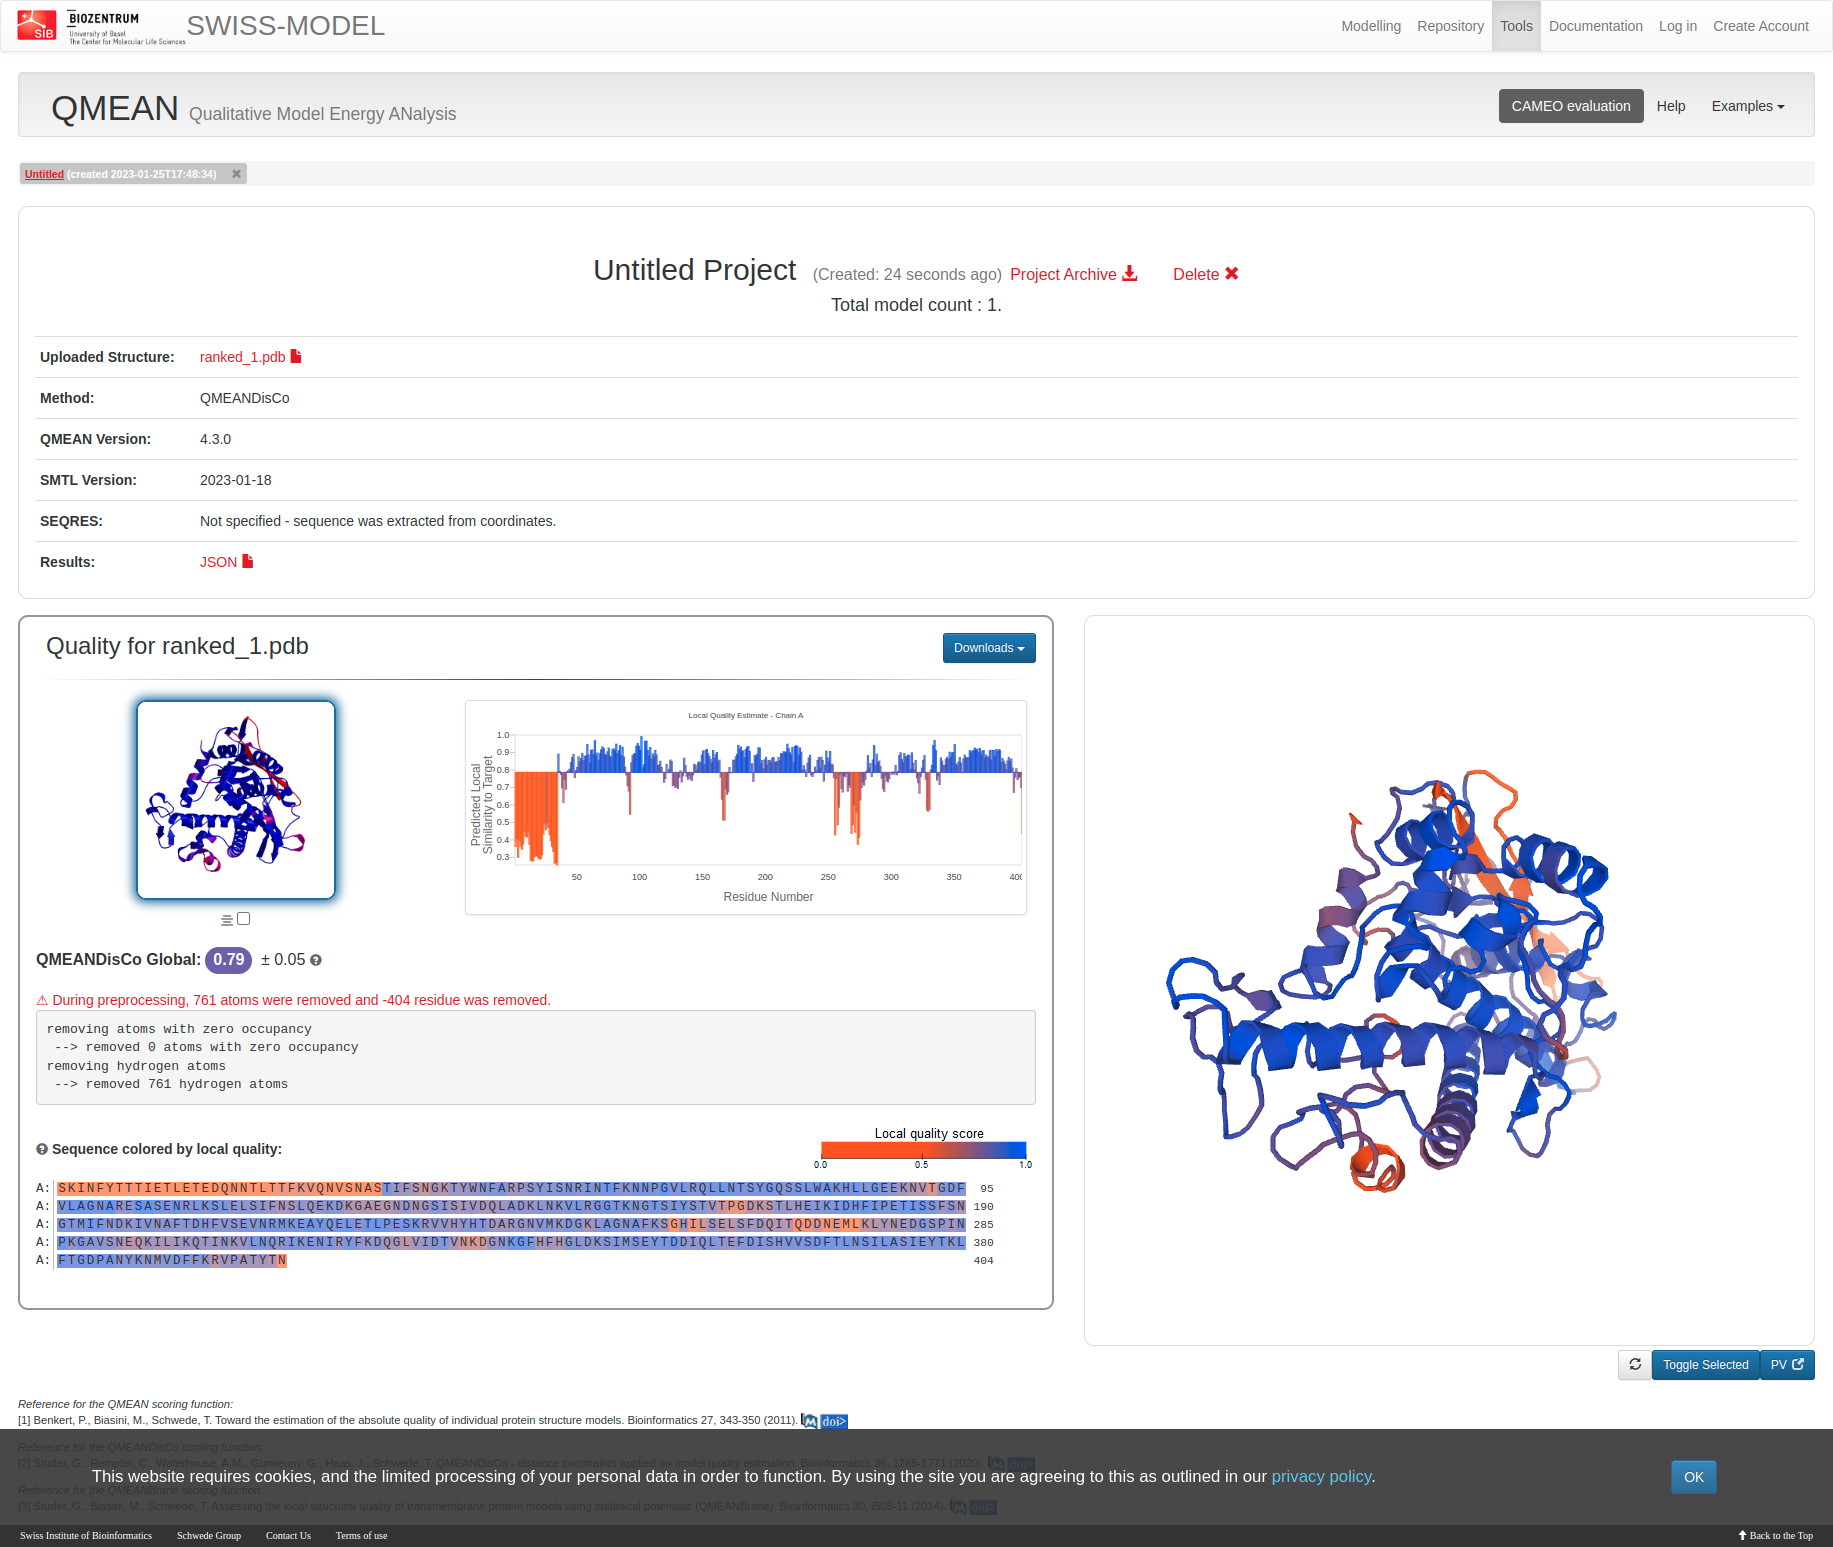 SIB
BIOZENTRUM
University of Basel
The Center for Molecular Life Sciences
SWISS-MODEL
Modelling Repository Tools Documentation Log in Create Account
QMEAN Qualitative Model Energy ANalysis
CAMEO evaluation Help Examples
Untitled (created 2023-01-25T17:48:34)
Untitled Project (Created: 24 seconds ago) Project Archive Delete
Total model count : 1.
Uploaded Structure: ranked_1.pdb
Method: QMEANDisCo
QMEAN Version: 4.3.0
SMTL Version: 2023-01-18
SEQRES: Not specified - sequence was extracted from coordinates.
Results: JSON
Quality for ranked_1.pdb
Downloads
Local Quality Estimate - Chain A
Predicted Local
Similarity to Target
1.0
0.9
0.8
0.7
0.6
0.5
0.4
0.3
50 100 150 200 250 300 350 400
Residue Number
QMEANDisCo Global: 0.79 ± 0.05
During preprocessing, 761 atoms were removed and -404 residue was removed.
removing atoms with zero occupancy
--> removed 0 atoms with zero occupancy
removing hydrogen atoms
--> removed 761 hydrogen atoms
Sequence colored by local quality:
Local quality score
0.0 0.5 1.0
A: SKINFYTTTIETLETEDQNNTLTTFKVQNVSNASTIFSNGKTYWNFARPSYISNRINTFKNNPGVLRQLLNTSYGQSSLWAKHLLGEEKNVTGDF 95
A: VLAGNARESASENRLKSLELSIFNSLQEKDKGAEGNDNGSISIVDQLADKLNKVLRGGTKNGTSIYSTVTPGDKSTLHEIKIDHFIPETISSFSN 190
A: GTMIFNDKIVNAFTDHFVSEVNRMKEAYQELETLPESKRVVHYHTDARGNVMKDGKLAGNAFKSGHILSELSFDQITQDDNEMLKLYNEDGSPIN 285
A: PKGAVSNEQKILIKQTINKVLNQRIKENIRYFKDQGLVIDTVNKDGNKGFHFHGLDKSIMSEYTDDIQLTEFDISHVVSDFTLNSILASIEYTKL 380
A: FTGDPANYKNMVDFFKRVPATYTN 404
Toggle Selected PV
Reference for the QMEAN scoring function:
[1] Benkert, P., Biasini, M., Schwede, T. Toward the estimation of the absolute quality of individual protein structure models. Bioinformatics 27, 343-350 (2011). M doi>
Reference for the QMEANDisCo scoring function:
[2] Studer, G., Rempfer, C., Waterhouse, A.M., Gumienny, G., Haas, J., Schwede, T. QMEANDisCo - distance constraints applied on model quality estimation. Bioinformatics 36, 1765-1771 (2020). M doi>
This website requires cookies, and the limited processing of your personal data in order to function. By using the site you are agreeing to this as outlined in our privacy policy. OK
Reference for the QMEANBrane scoring function:
[3] Studer, G., Biasini, M., Schwede, T. Assessing the local structural quality of transmembrane protein models using statistical potentials (QMEANBrane). Bioinformatics 30, i505-11 (2014). M doi>
Swiss Institute of Bioinformatics Schwede Group Contact Us Terms of use Back to the Top